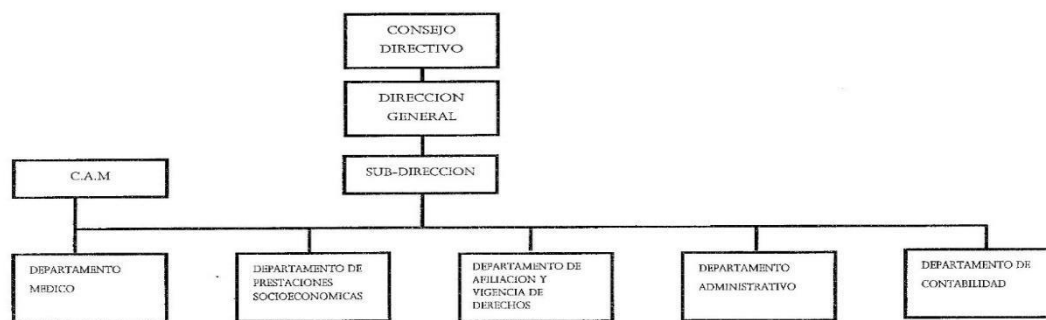 CONSEJO
DIRECTIVO
DIRECCION
GENERAL
C.A.M
SUB-DIRECCION
DEPARTAMENTO
MEDICO
DEPARTAMENTO DE
PRESTACIONES
SOCIOECONOMICAS
DEPARTAMENTO DE
AFILIACION Y
VIGENCIA DE
DERECHOS
DEPARTAMENTO
ADMINISTRATIVO
DEPARTAMENTO DE
CONTABILIDAD